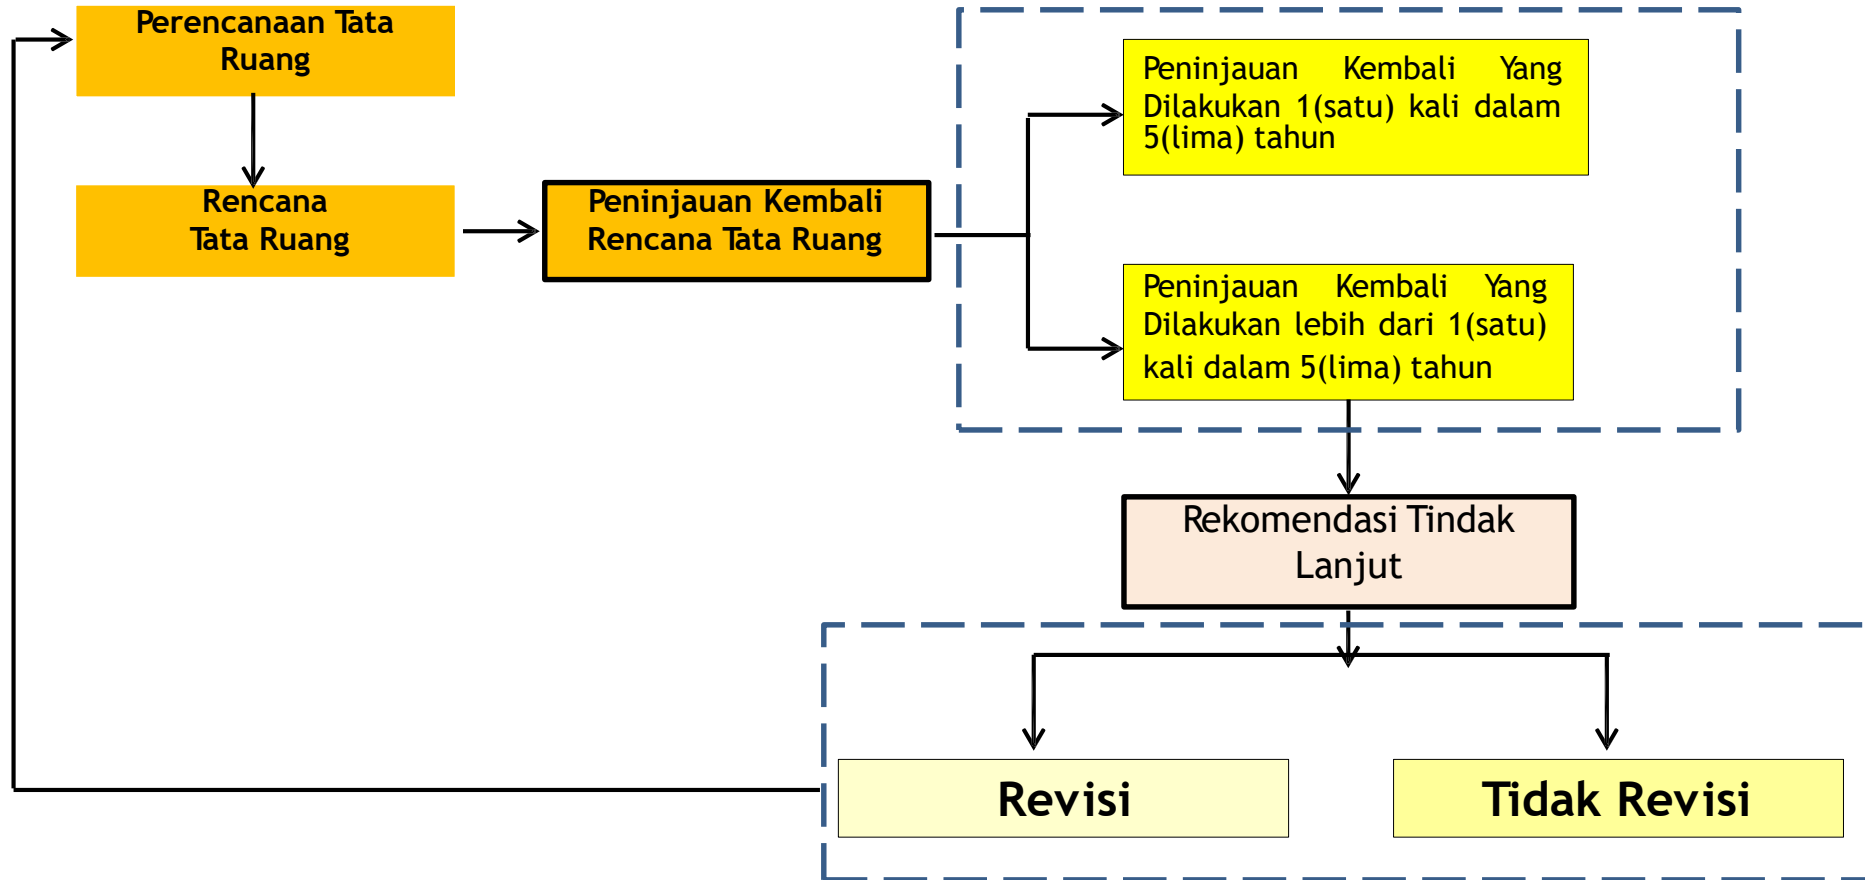 Perencanaan Tata
Ruang
Rencana
Tata Ruang
Peninjauan Kembali
Rencana Tata Ruang
Peninjauan Kembali Yang
Dilakukan 1(satu) kali dalam
5(lima) tahun
Peninjauan Kembali Yang
Dilakukan lebih dari 1(satu)
kali dalam 5(lima) tahun
Rekomendasi Tindak
Lanjut
Revisi
Tidak Revisi